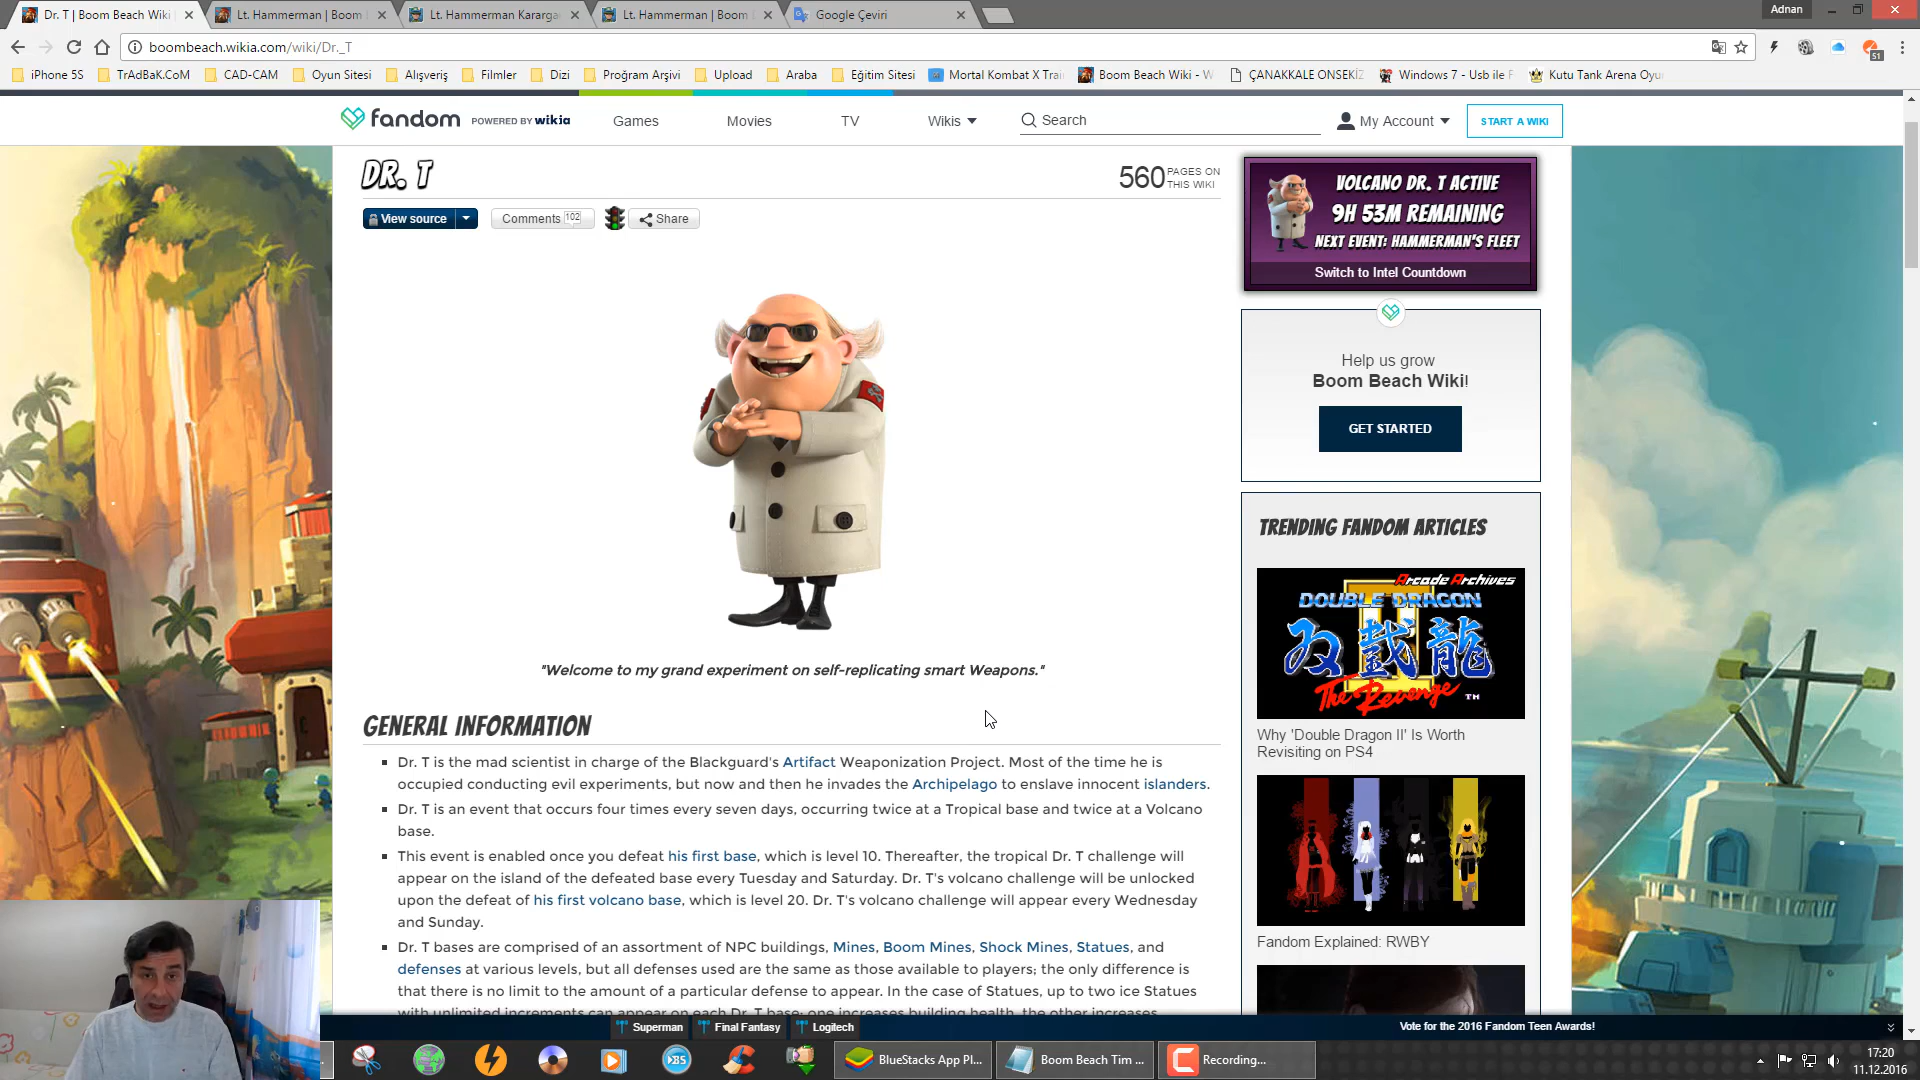 Dr. T | Boom Beach Wiki
Lt. Hammerman | Boom
Lt. Hammerman Kararga
Lt. Hammerman | Boom
Google Çeviri
Adnan
boombeach.wikia.com/wiki/Dr._T
iPhone 5S
TrAdBaK.CoM
CAD-CAM
Oyun Sitesi
Alışveriş
Filmler
Dizi
Proğram Arşivi
Upload
Araba
Eğitim Sitesi
Mortal Kombat X Trai
Boom Beach Wiki - W
ÇANAKKALE ONSEKİZ
Windows 7 - Usb ile F
Kutu Tank Arena Oyu
51
fandom POWERED BY wikia
Games
Movies
TV
Wikis
Search
My Account
START A WIKI
DR. T
560 PAGES ON
THIS WIKI
View source
Comments 102
Share
VOLCANO DR. T ACTIVE
9H 53M REMAINING
NEXT EVENT: HAMMERMAN'S FLEET
Switch to Intel Countdown
Help us grow
Boom Beach Wiki!
GET STARTED
"Welcome to my grand experiment on self-replicating smart Weapons."
GENERAL INFORMATION
Dr. T is the mad scientist in charge of the Blackguard's Artifact Weaponization Project. Most of the time he is
occupied conducting evil experiments, but now and then he invades the Archipelago to enslave innocent islanders.
Dr. T is an event that occurs four times every seven days, occurring twice at a Tropical base and twice at a Volcano
base.
This event is enabled once you defeat his first base, which is level 10. Thereafter, the tropical Dr. T challenge will
appear on the island of the defeated base every Tuesday and Saturday. Dr. T's volcano challenge will be unlocked
upon the defeat of his first volcano base, which is level 20. Dr. T's volcano challenge will appear every Wednesday
and Sunday.
Dr. T bases are comprised of an assortment of NPC buildings, Mines, Boom Mines, Shock Mines, Statues, and
defenses at various levels, but all defenses used are the same as those available to players; the only difference is
that there is no limit to the amount of a particular defense to appear. In the case of Statues, up to two ice Statues
with unlimited increments can appear on each Dr. T base: one increases building health, the other increases
TRENDING FANDOM ARTICLES
Arcade Archives
DOUBLE DRAGON
II
双截龍
The Revenge
TM
Why 'Double Dragon II' Is Worth
Revisiting on PS4
Fandom Explained: RWBY
Superman
Final Fantasy
Logitech
Vote for the 2016 Fandom Teen Awards!
BS
BlueStacks App Pl...
Boom Beach Tim ...
Recording...
17:20
11.12.2016